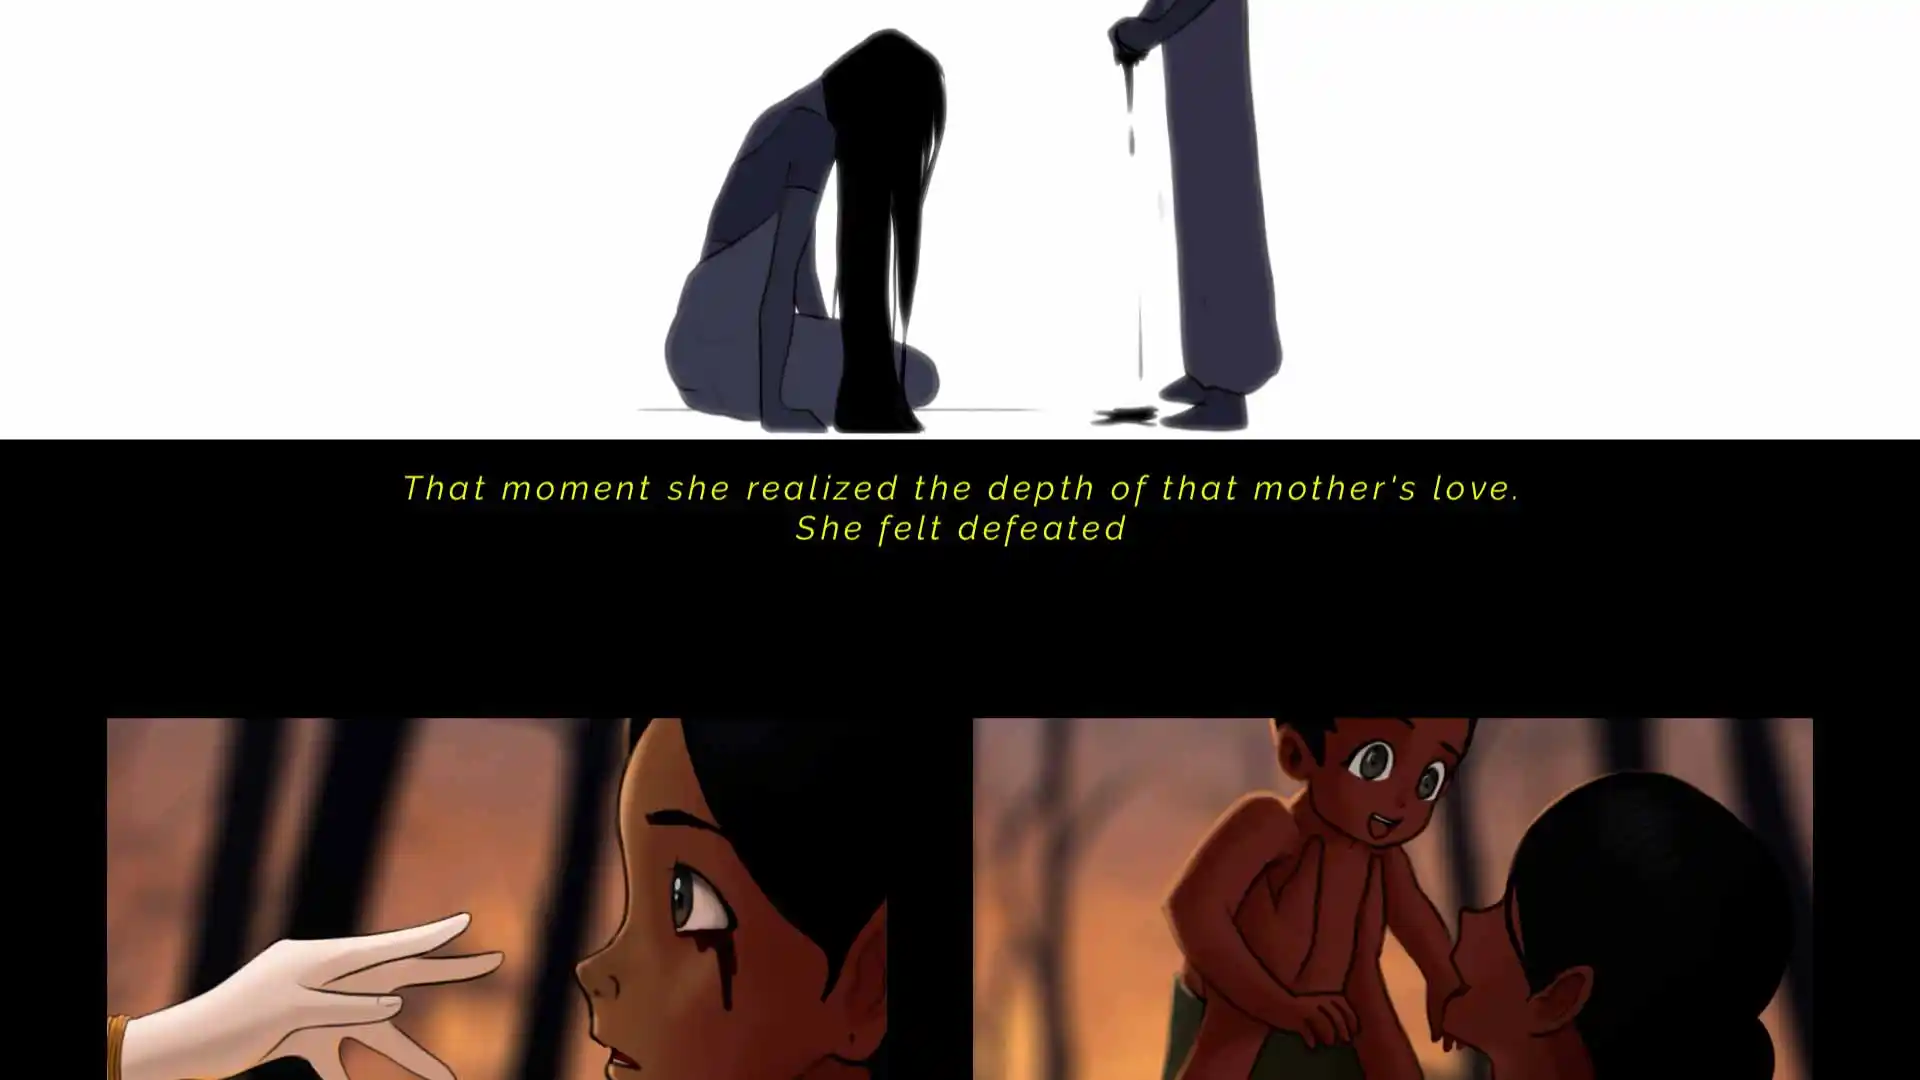 That moment she realized the depth of that mother's love.
She felt defeated